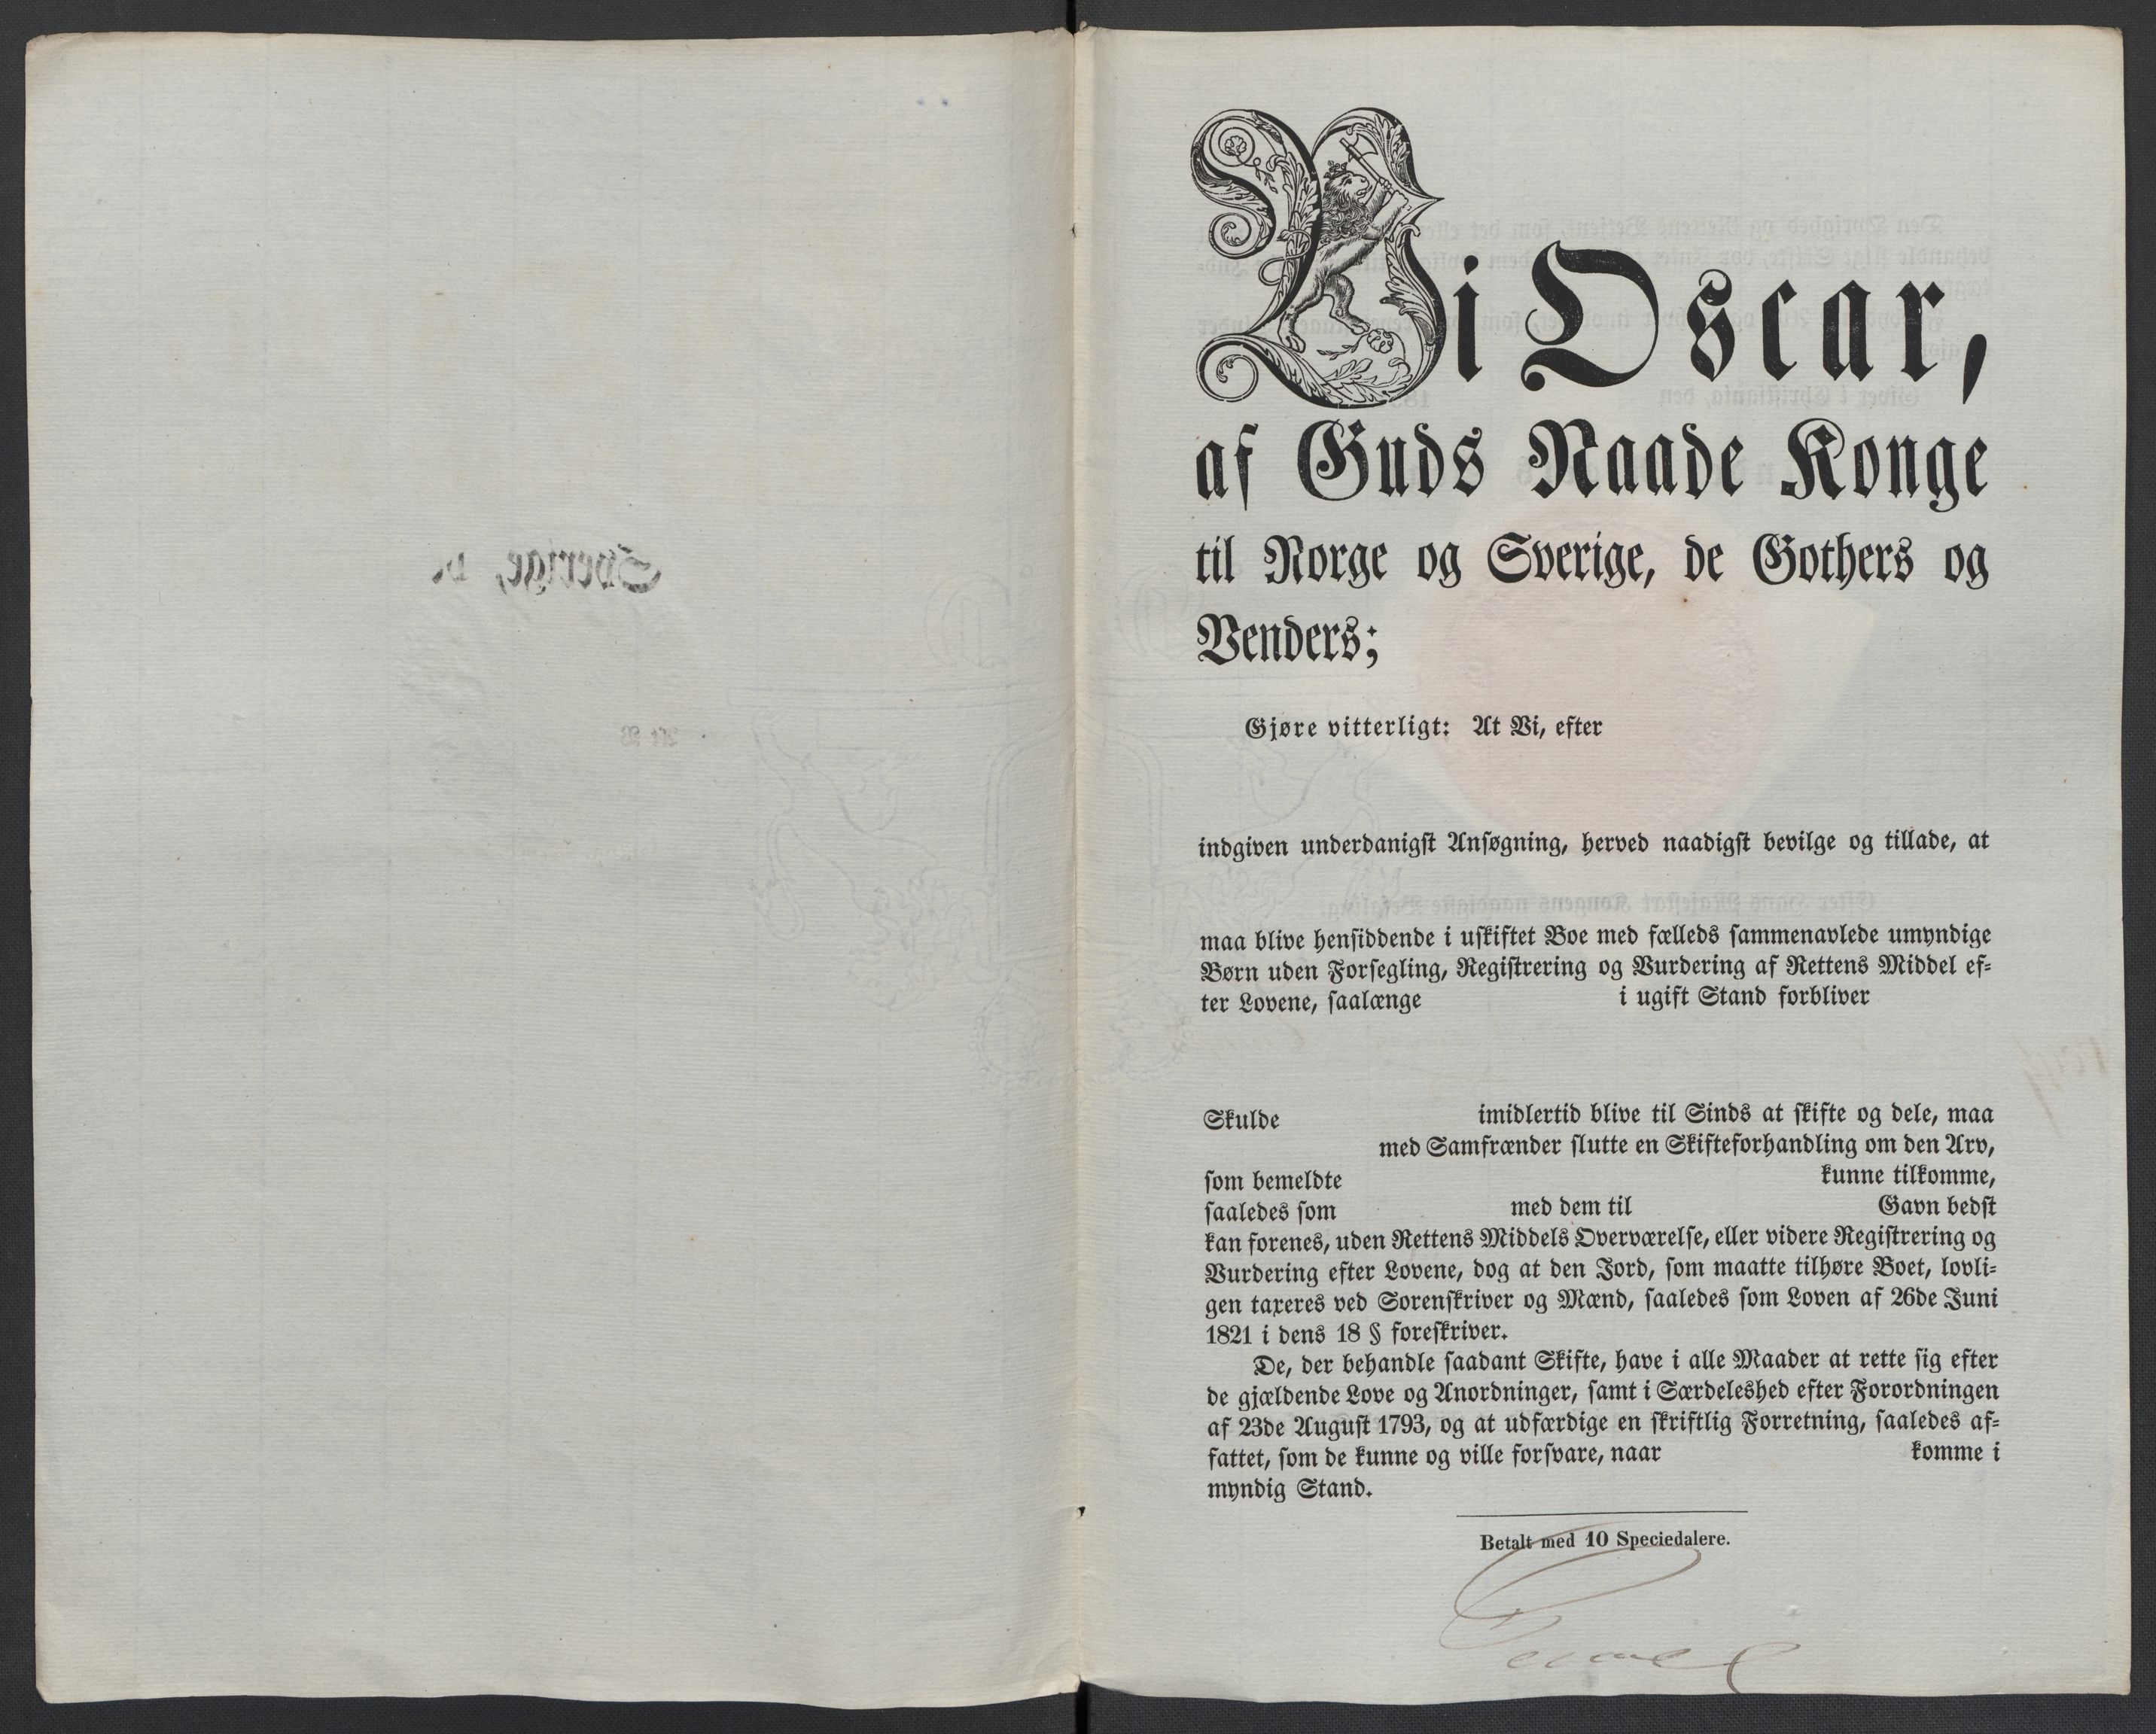 Vi Oscar,
af Guds Naade Konge
til Norge og Sverige, de Gothers og
Venders;
Gjøre vitterligt: At Vi, efter
indgiven underdanigst Ansøgning, herved naadigst bevilge og tillade, at
maa blive hensiddende i uskiftet Boe med fælleds sammenavlede umyndige
Børn uden Forsegling, Registrering og Vurdering af Rettens Middel ef-
ter Lovene, saalænge i ugift Stand forbliver
Skulde imidlertid blive til Sinds at skifte og dele, maa
med Samfrænder slutte en Skifteforhandling om den Arv,
som bemeldte kunne tilkomme,
saaledes som med dem til Gavn bedst
kan forenes, uden Rettens Middels Overværelse, eller videre Registrering og
Vurdering efter Lovene, dog at den Jord, som maatte tilhøre Boet, lovli-
gen taxeres ved Sorenskriver og Mænd, saaledes som Loven af 26de Juni
1821 i dens 18 § foreskriver.
De, der behandle saadant Skifte, have i alle Maader at rette sig efter
de gjældende Love og Anordninger, samt i Særdeleshed efter Forordningen
af 23de August 1793, og at udfærdige en skriftlig Forretning, saaledes af-
fattet, som de kunne og ville forsvare, naar komme i
myndig Stand.
Betalt med 10 Speciedalere.